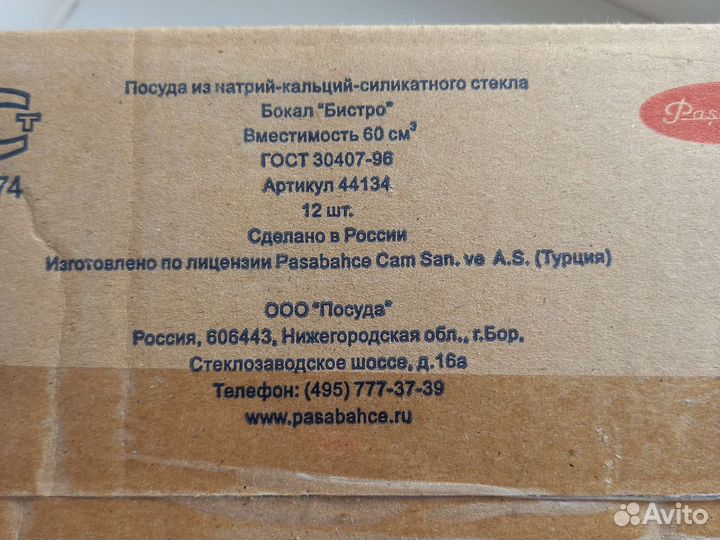 Посуда из натрий-кальций-силикатного стекла
Бокал "Бистро"
Вместимость 60 см³
ГОСТ 30407-96
Артикул 44134
12 шт.
Сделано в России
Изготовлено по лицензии Pasabahce Cam San. ve A.S. (Турция)
ООО "Посуда"
Россия, 606443, Нижегородская обл., г.Бор,
Стеклозаводское шоссе, д.16а
Телефон: (495) 777-37-39
www.pasabahce.ru
74
Paş
Avito